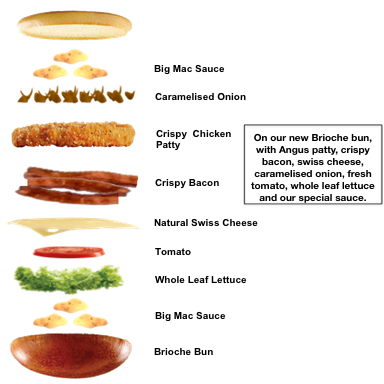 Big Mac Sauce
Caramelised Onion
Crispy Chicken
Patty
Crispy Bacon
On our new Brioche bun,
with Angus patty, crispy
bacon, swiss cheese,
caramelised onion, fresh
tomato, whole leaf lettuce
and our special sauce.
Natural Swiss Cheese
Tomato
Whole Leaf Lettuce
Big Mac Sauce
Brioche Bun